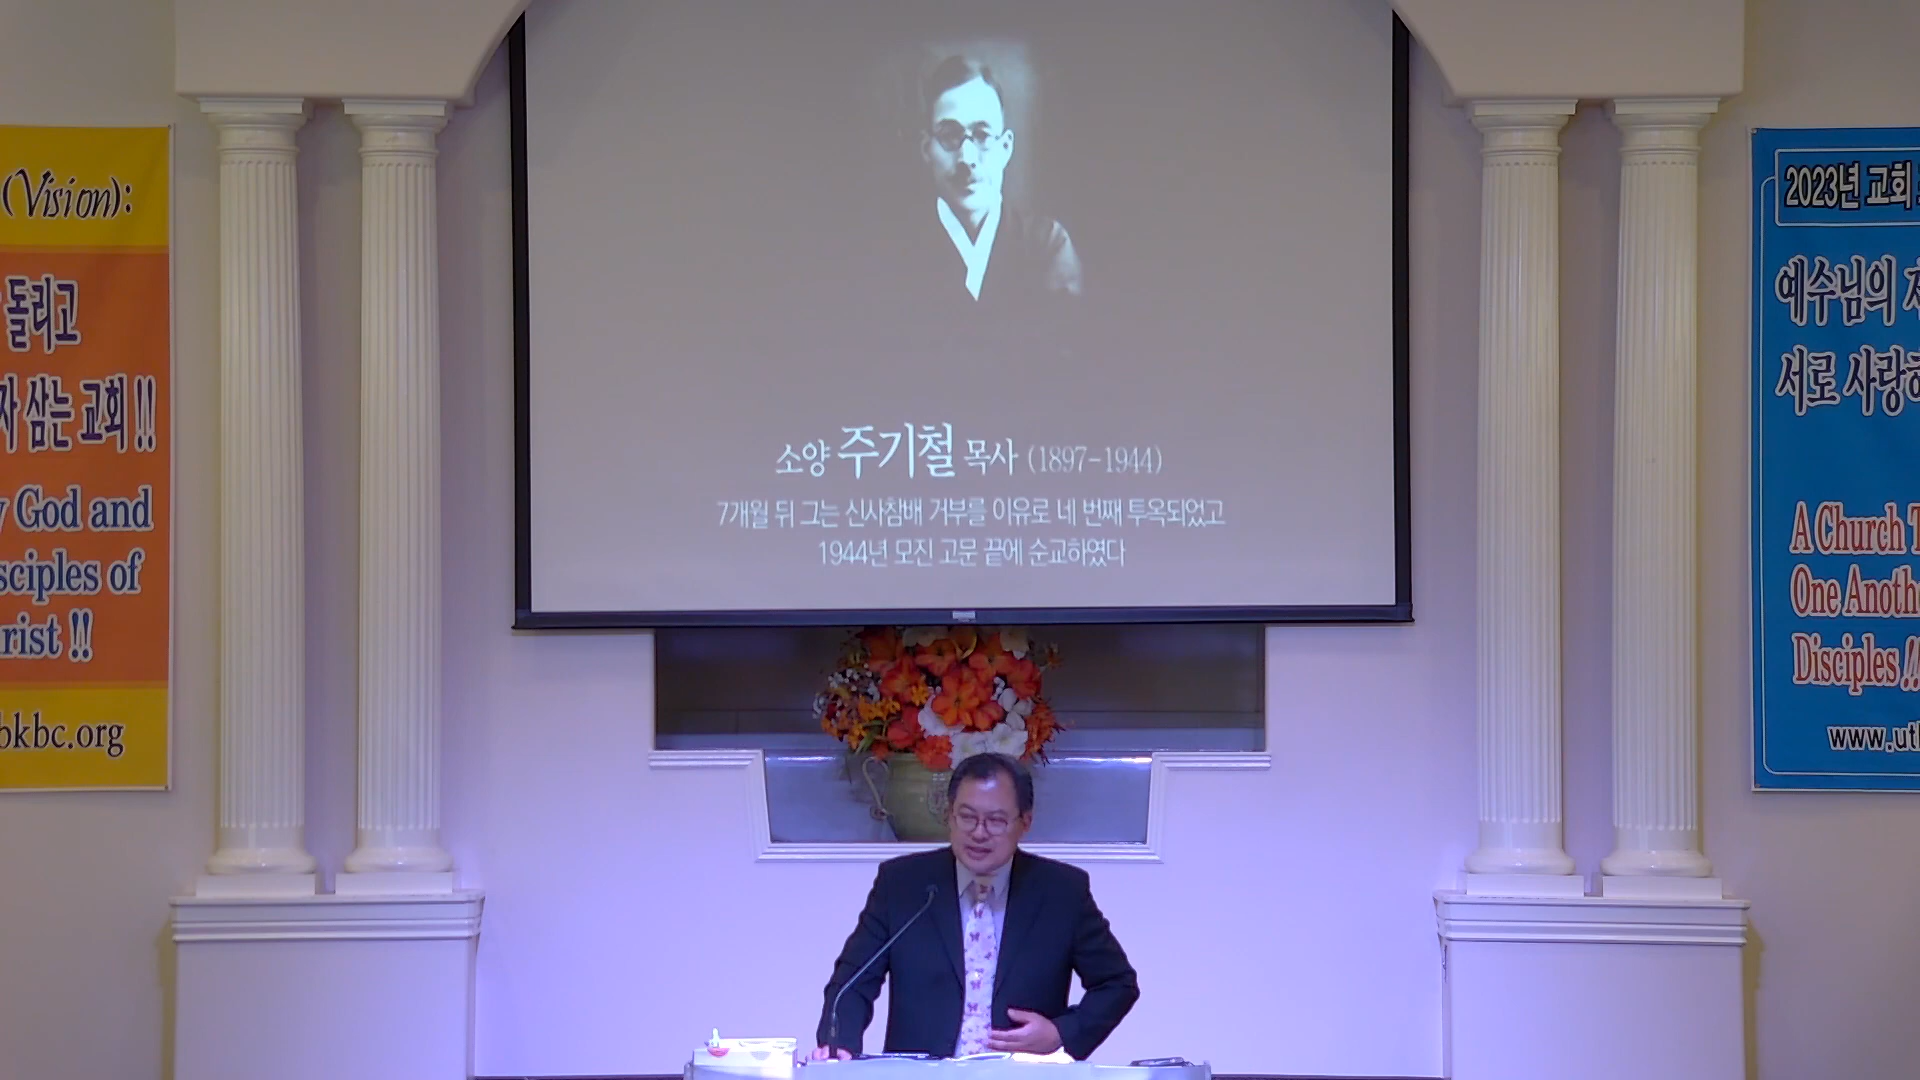 (Vision):
돌리고
자 삼는 교회 !!
God and
sciples of
rist !!
bkbc.org
소양 주기철 목사 (1897-1944)
7개월 뒤 그는 신사참배 거부를 이유로 네 번째 투옥되었고
1944년 모진 고문 끝에 순교하였다
2023년 교회
예수님의
서로 사랑하
A Church T
One Anoth
Disciples !!
www.utb